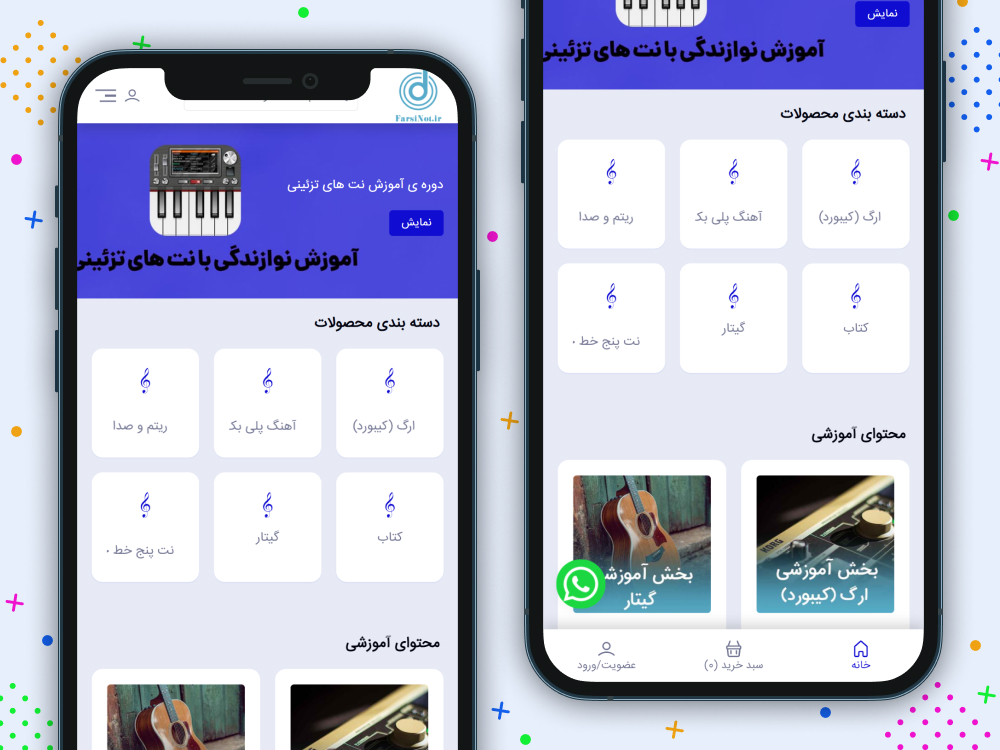 FarsiNot.ir
دوره ی آموزش نت های تزئینی
نمایش
آموزش نوازندگی با نت های تزئینی
دسته بندی محصولات
ارگ (کیبورد)
آهنگ پلی بک
ریتم و صدا
کتاب
گیتار
نت پنج خط
محتوای آموزشی
نمایش
آموزش نوازندگی با نت های تزئینی
دسته بندی محصولات
ارگ (کیبورد)
آهنگ پلی بک
ریتم و صدا
کتاب
گیتار
نت پنج خط
محتوای آموزشی
KORG
بخش آموزشی
ارگ (کیبورد)
بخش آموزش
گیتار
خانه
سبد خرید (۰)
عضویت/ورود